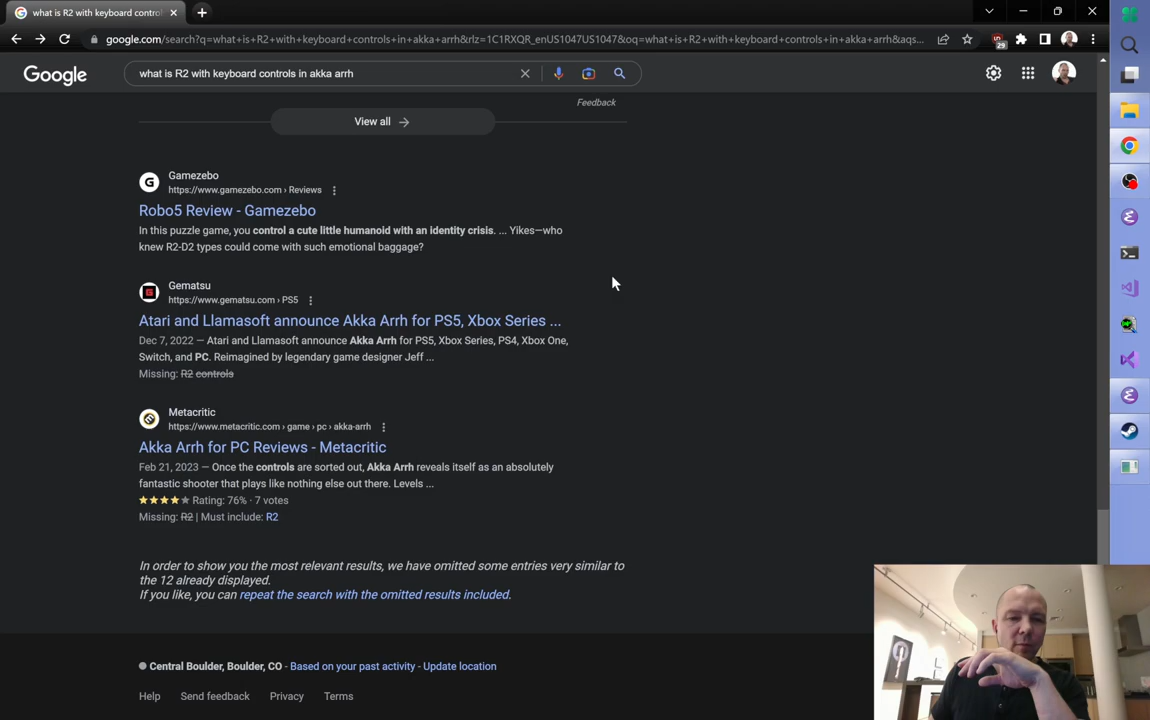 what is R2 with keyboard control
google.com/search?q=what+is+R2+with+keyboard+controls+in+akka+arrh&rlz=1C1RXQR_enUS1047US1047&oq=what+is+R2+with+keyboard+controls+in+akka+arrh&aqs...
29
Google
what is R2 with keyboard controls in akka arrh
Feedback
View all
Gamezebo
https://www.gamezebo.com › Reviews
Robo5 Review - Gamezebo
In this puzzle game, you control a cute little humanoid with an identity crisis. ... Yikes—who
knew R2-D2 types could come with such emotional baggage?
Gematsu
https://www.gematsu.com › PS5
Atari and Llamasoft announce Akka Arrh for PS5, Xbox Series ...
Dec 7, 2022 — Atari and Llamasoft announce Akka Arrh for PS5, Xbox Series, PS4, Xbox One,
Switch, and PC. Reimagined by legendary game designer Jeff ...
Missing: R2 controls
Metacritic
https://www.metacritic.com › game › pc › akka-arrh
Akka Arrh for PC Reviews - Metacritic
Feb 21, 2023 — Once the controls are sorted out, Akka Arrh reveals itself as an absolutely
fantastic shooter that plays like nothing else out there. Levels ...
Rating: 76% · 7 votes
Missing: R2 | Must include: R2
In order to show you the most relevant results, we have omitted some entries very similar to
the 12 already displayed.
If you like, you can repeat the search with the omitted results included.
Central Boulder, Boulder, CO - Based on your past activity - Update location
Help Send feedback Privacy Terms